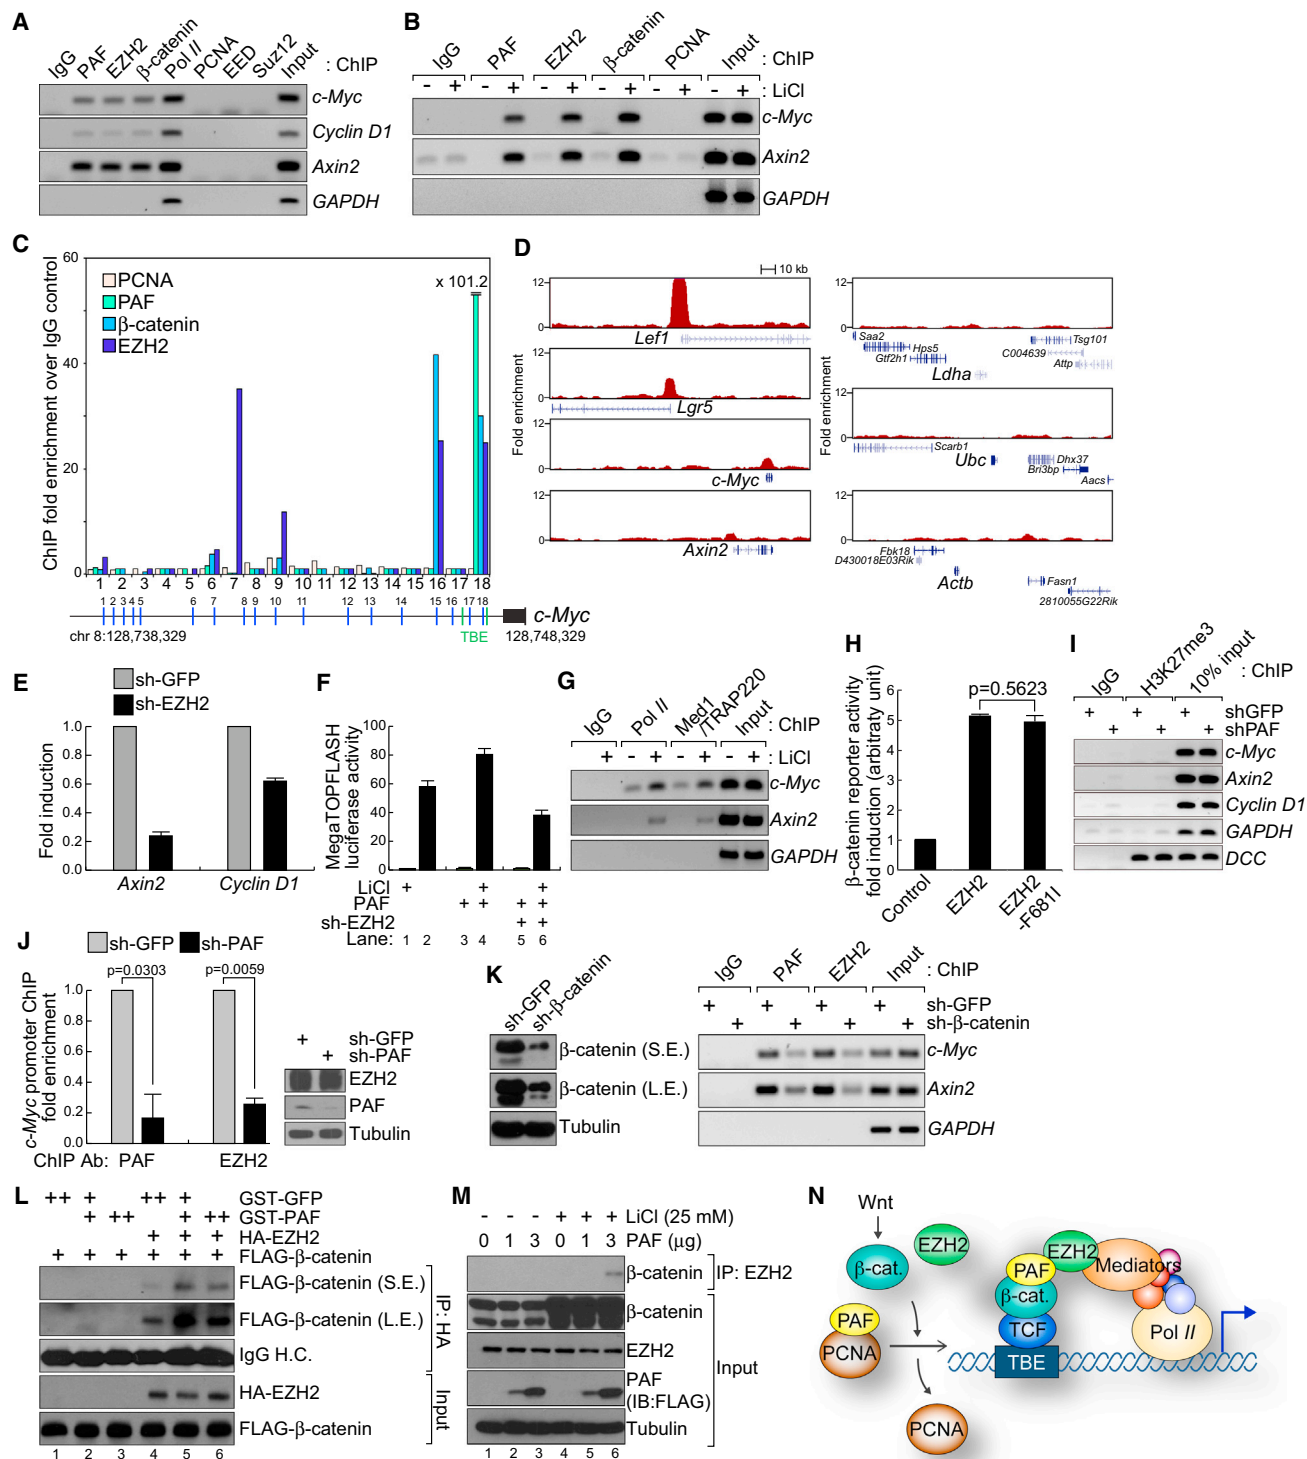 A
IgG PAF EZH2 β-catenin Pol II PCNA EED Suz12 Input : ChIP
c-Myc
Cyclin D1
Axin2
GAPDH
B
IgG PAF EZH2 β-catenin PCNA Input : ChIP
- + - + - + - + - + - + : LiCl
c-Myc
Axin2
GAPDH
C
ChIP fold enrichment over IgG control
60
40
20
0
PCNA
PAF
β-catenin
EZH2
x 101.2
1 2 3 4 5 6 7 8 9 10 11 12 13 14 15 16 17 18
1 2 3 4 5 6 7 8 9 10 11 12 13 14 15 16 17 18
c-Myc
chr 8:128,738,329 TBE 128,748,329
D
10 kb
Fold enrichment
12
0
Lef1
12
0
Lgr5
12
0
c-Myc
12
0
Axin2
Fold enrichment
12
0
Saa2
Hps5
Gtf2h1
Ldha
C004639
Tsg101
Attp
12
0
Scarb1
Ubc
Dhx37
Bri3bp
Aacs
12
0
Fbk18
D430018E03Rik
Actb
Fasn1
2810055G22Rik
E
sh-GFP
sh-EZH2
Fold induction
1.0
0.8
0.6
0.4
0.2
0.0
Axin2 Cyclin D1
F
MegaTOPFLASH
luciferase activity
100
80
60
40
20
0
LiCl + + +
PAF + + + +
sh-EZH2 + +
Lane: 1 2 3 4 5 6
G
IgG Pol II Med1/TRAP220 Input : ChIP
+ - + - + - + : LiCl
c-Myc
Axin2
GAPDH
H
β-catenin reporter activity
fold induction (arbitraty unit)
6
5
4
3
2
1
0
p=0.5623
Control
EZH2
EZH2
-F681I
I
IgG H3K27me3 10% input : ChIP
+ + + shGFP
+ + + shPAF
c-Myc
Axin2
Cyclin D1
GAPDH
DCC
J
sh-GFP sh-PAF
c-Myc promoter ChIP
fold enrichment
p=0.0303 p=0.0059
1.0
0.8
0.6
0.4
0.2
0.0
ChIP Ab: PAF EZH2
+ sh-GFP
+ sh-PAF
EZH2
PAF
Tubulin
K
sh-GFP
sh-β-catenin
β-catenin (S.E.)
β-catenin (L.E.)
Tubulin
IgG PAF EZH2 Input : ChIP
+ + + + sh-GFP
+ + + + sh-β-catenin
c-Myc
Axin2
GAPDH
L
++ + ++ + GST-GFP
+ ++ + ++ GST-PAF
+ + + HA-EZH2
+ + + + + + FLAG-β-catenin
FLAG-β-catenin (S.E.)
FLAG-β-catenin (L.E.)
IgG H.C.
IP: HA
HA-EZH2
FLAG-β-catenin
Input
1 2 3 4 5 6
M
- - - + + + LiCl (25 mM)
0 1 3 0 1 3 PAF (μg)
β-catenin IP: EZH2
β-catenin
EZH2
PAF
(IB:FLAG)
Tubulin
Input
1 2 3 4 5 6
N
Wnt
β-cat.
EZH2
PAF
PCNA
PCNA
PAF
EZH2
Mediators
β-cat.
TCF
TBE
Pol II